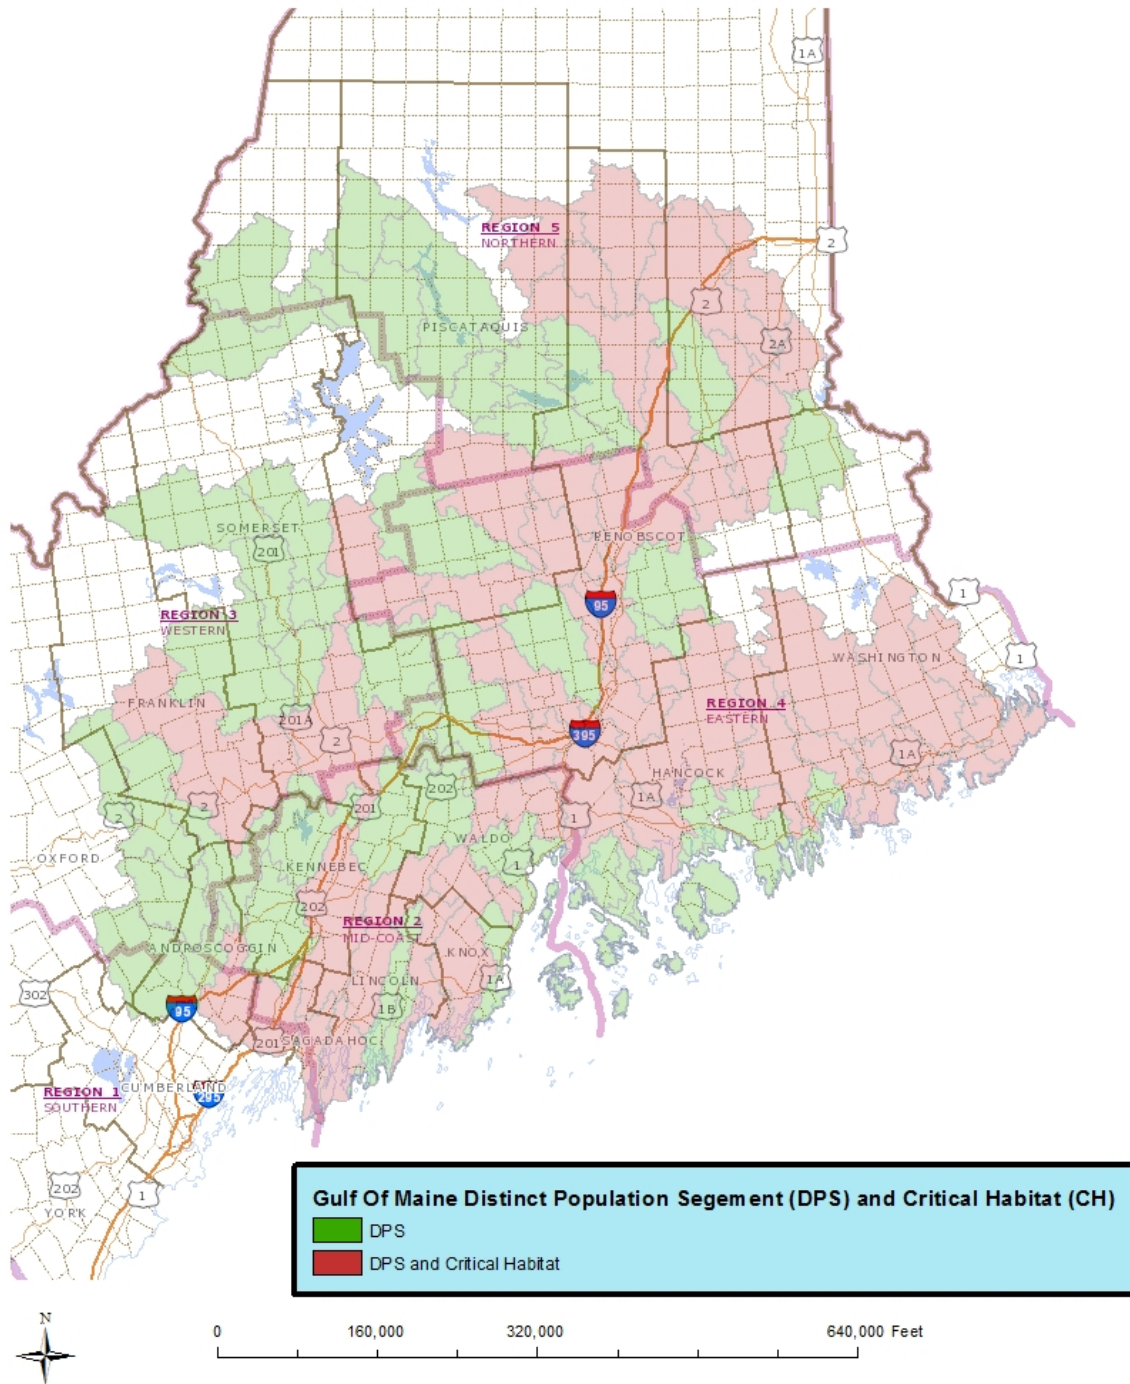 1A
REGION 5
NORTHERN
2
2
PISCATAQUIS
2A
SOMERSET
201
PENOBSCOT
95
1
REGION 3
WESTERN
WASHINGTON
1
FRANKLIN
REGION 4
EASTERN
201A
2
395
1A
HANCOCK
202
1A
2
2
201
1
WALDO
OXFORD
KENNEBEC
1
202
REGION 2
MID-COAST
ANDROSCOGGIN
KNOX
LINCOLN
1A
302
95
1B
201
SAGADAHOC
REGION 1
SOUTHERN
CUMBERLAND
295
202
1
YORK
Gulf Of Maine Distinct Population Segement (DPS) and Critical Habitat (CH)
DPS
DPS and Critical Habitat
N
0 160,000 320,000 640,000 Feet